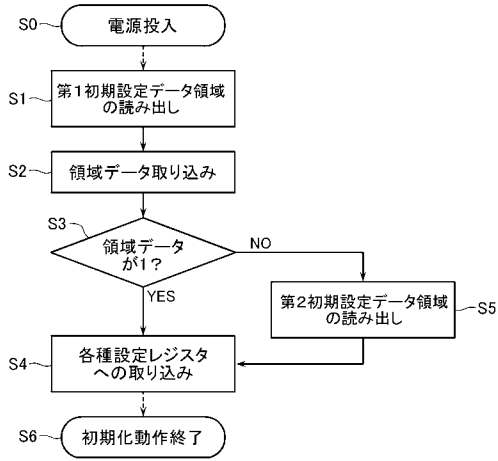 S0
電源投入
S1
第1初期設定データ領域
の読み出し
S2
領域データ取り込み
S3
領域データ
が1?
NO
YES
第2初期設定データ領域
の読み出し
S5
S4
各種設定レジスタ
への取り込み
S6
初期化動作終了